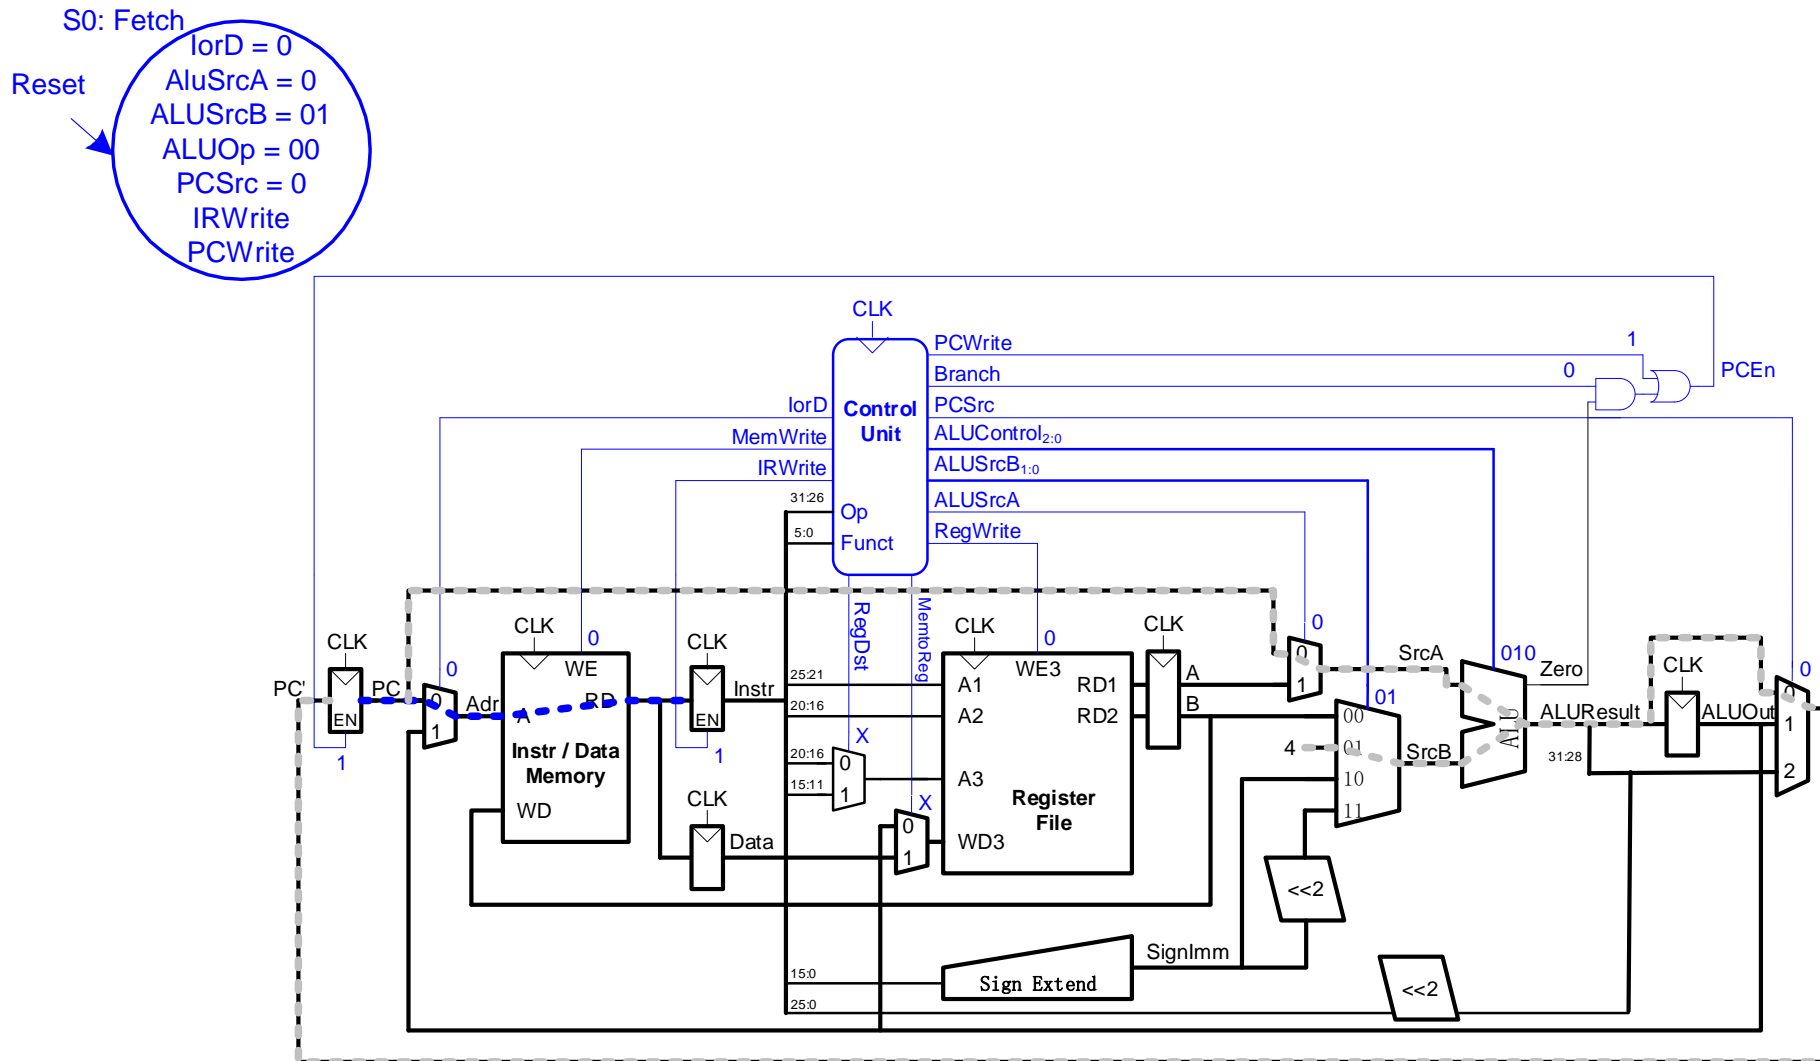 S0: Fetch
IorD = 0
Reset
AluSrcA = 0
ALUSrcB = 01
ALUOp = 00
PCSrc = 0
IRWrite
PCWrite
CLK
PCWrite
1
Branch
0
PCEn
IorD
Control
Unit
PCSrc
MemWrite
ALUControl2:0
IRWrite
ALUSrcB1:0
31:26
Op
ALUSrcA
5:0
Funct
RegWrite
RegDst
MemtoReg
CLK
CLK
CLK
CLK
CLK
0
0
0
0
WE
WE3
0
SrcA
010
Zero
CLK
0
PC'
PC
0
Adr
A
RD
EN
EN
Instr
25:21
A1
RD1
A
1
01
ALU
ALUResult
ALUOut
0
1
1
20:16
A2
RD2
B
00
1
1
X
4
01
SrcB
31:28
2
Instr / Data
Memory
20:16
0
A3
10
15:11
1
Register
File
11
WD
CLK
X
0
1
WD3
Data
<<2
SignImm
15:0
Sign Extend
<<2
25:0